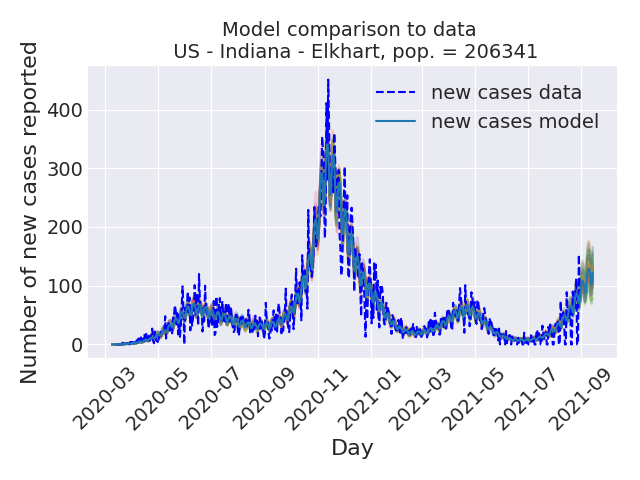 Model comparison to data
US - Indiana - Elkhart, pop. = 206341
Number of new cases reported
400
300
200
100
0
new cases data
new cases model
2020-03
2020-05
2020-07
2020-09
2020-11
2021-01
2021-03
2021-05
2021-07
2021-09
Day